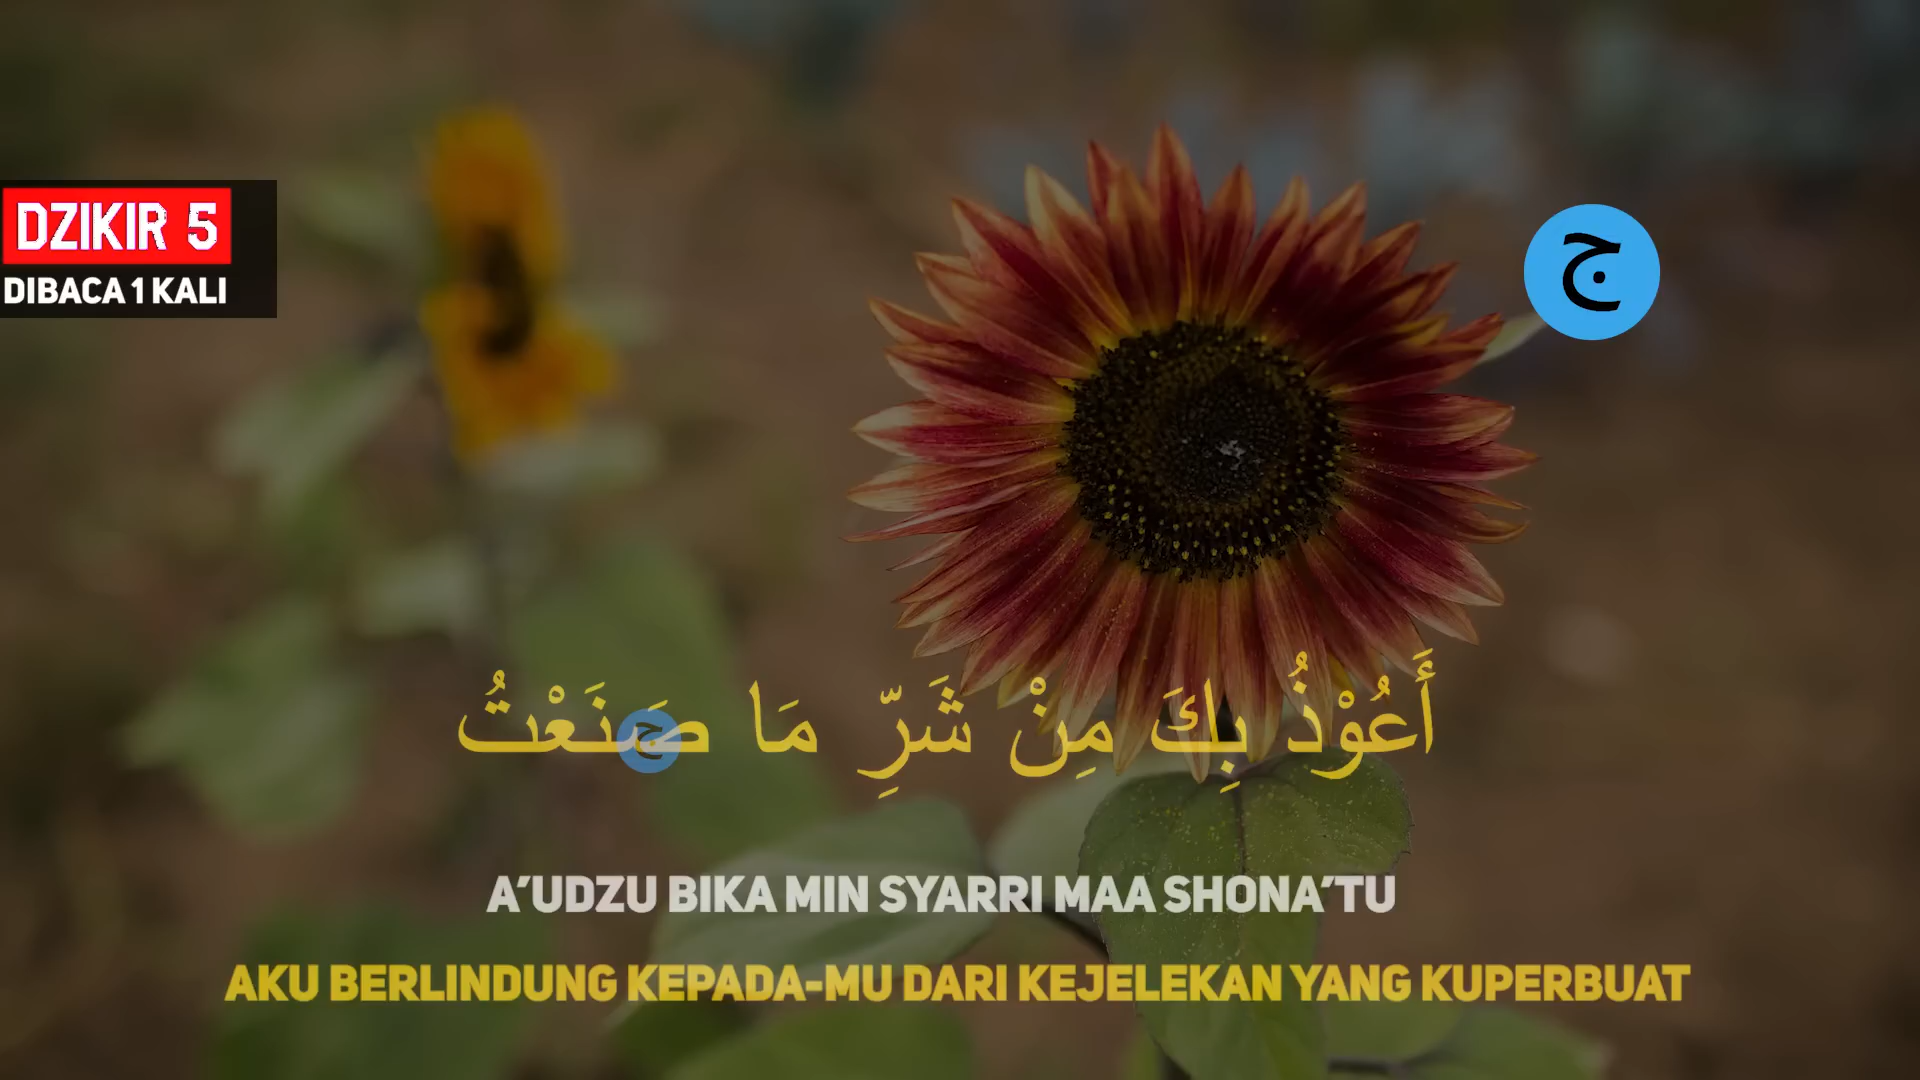 DZIKIR 5
DIBACA 1 KALI
ج
أَعُوْذُ بِكَ مِنْ شَرِّ مَا صَنَعْتُ
ج
A’UDZU BIKA MIN SYARRI MAA SHONA’TU
AKU BERLINDUNG KEPADA-MU DARI KEJELEKAN YANG KUPERBUAT